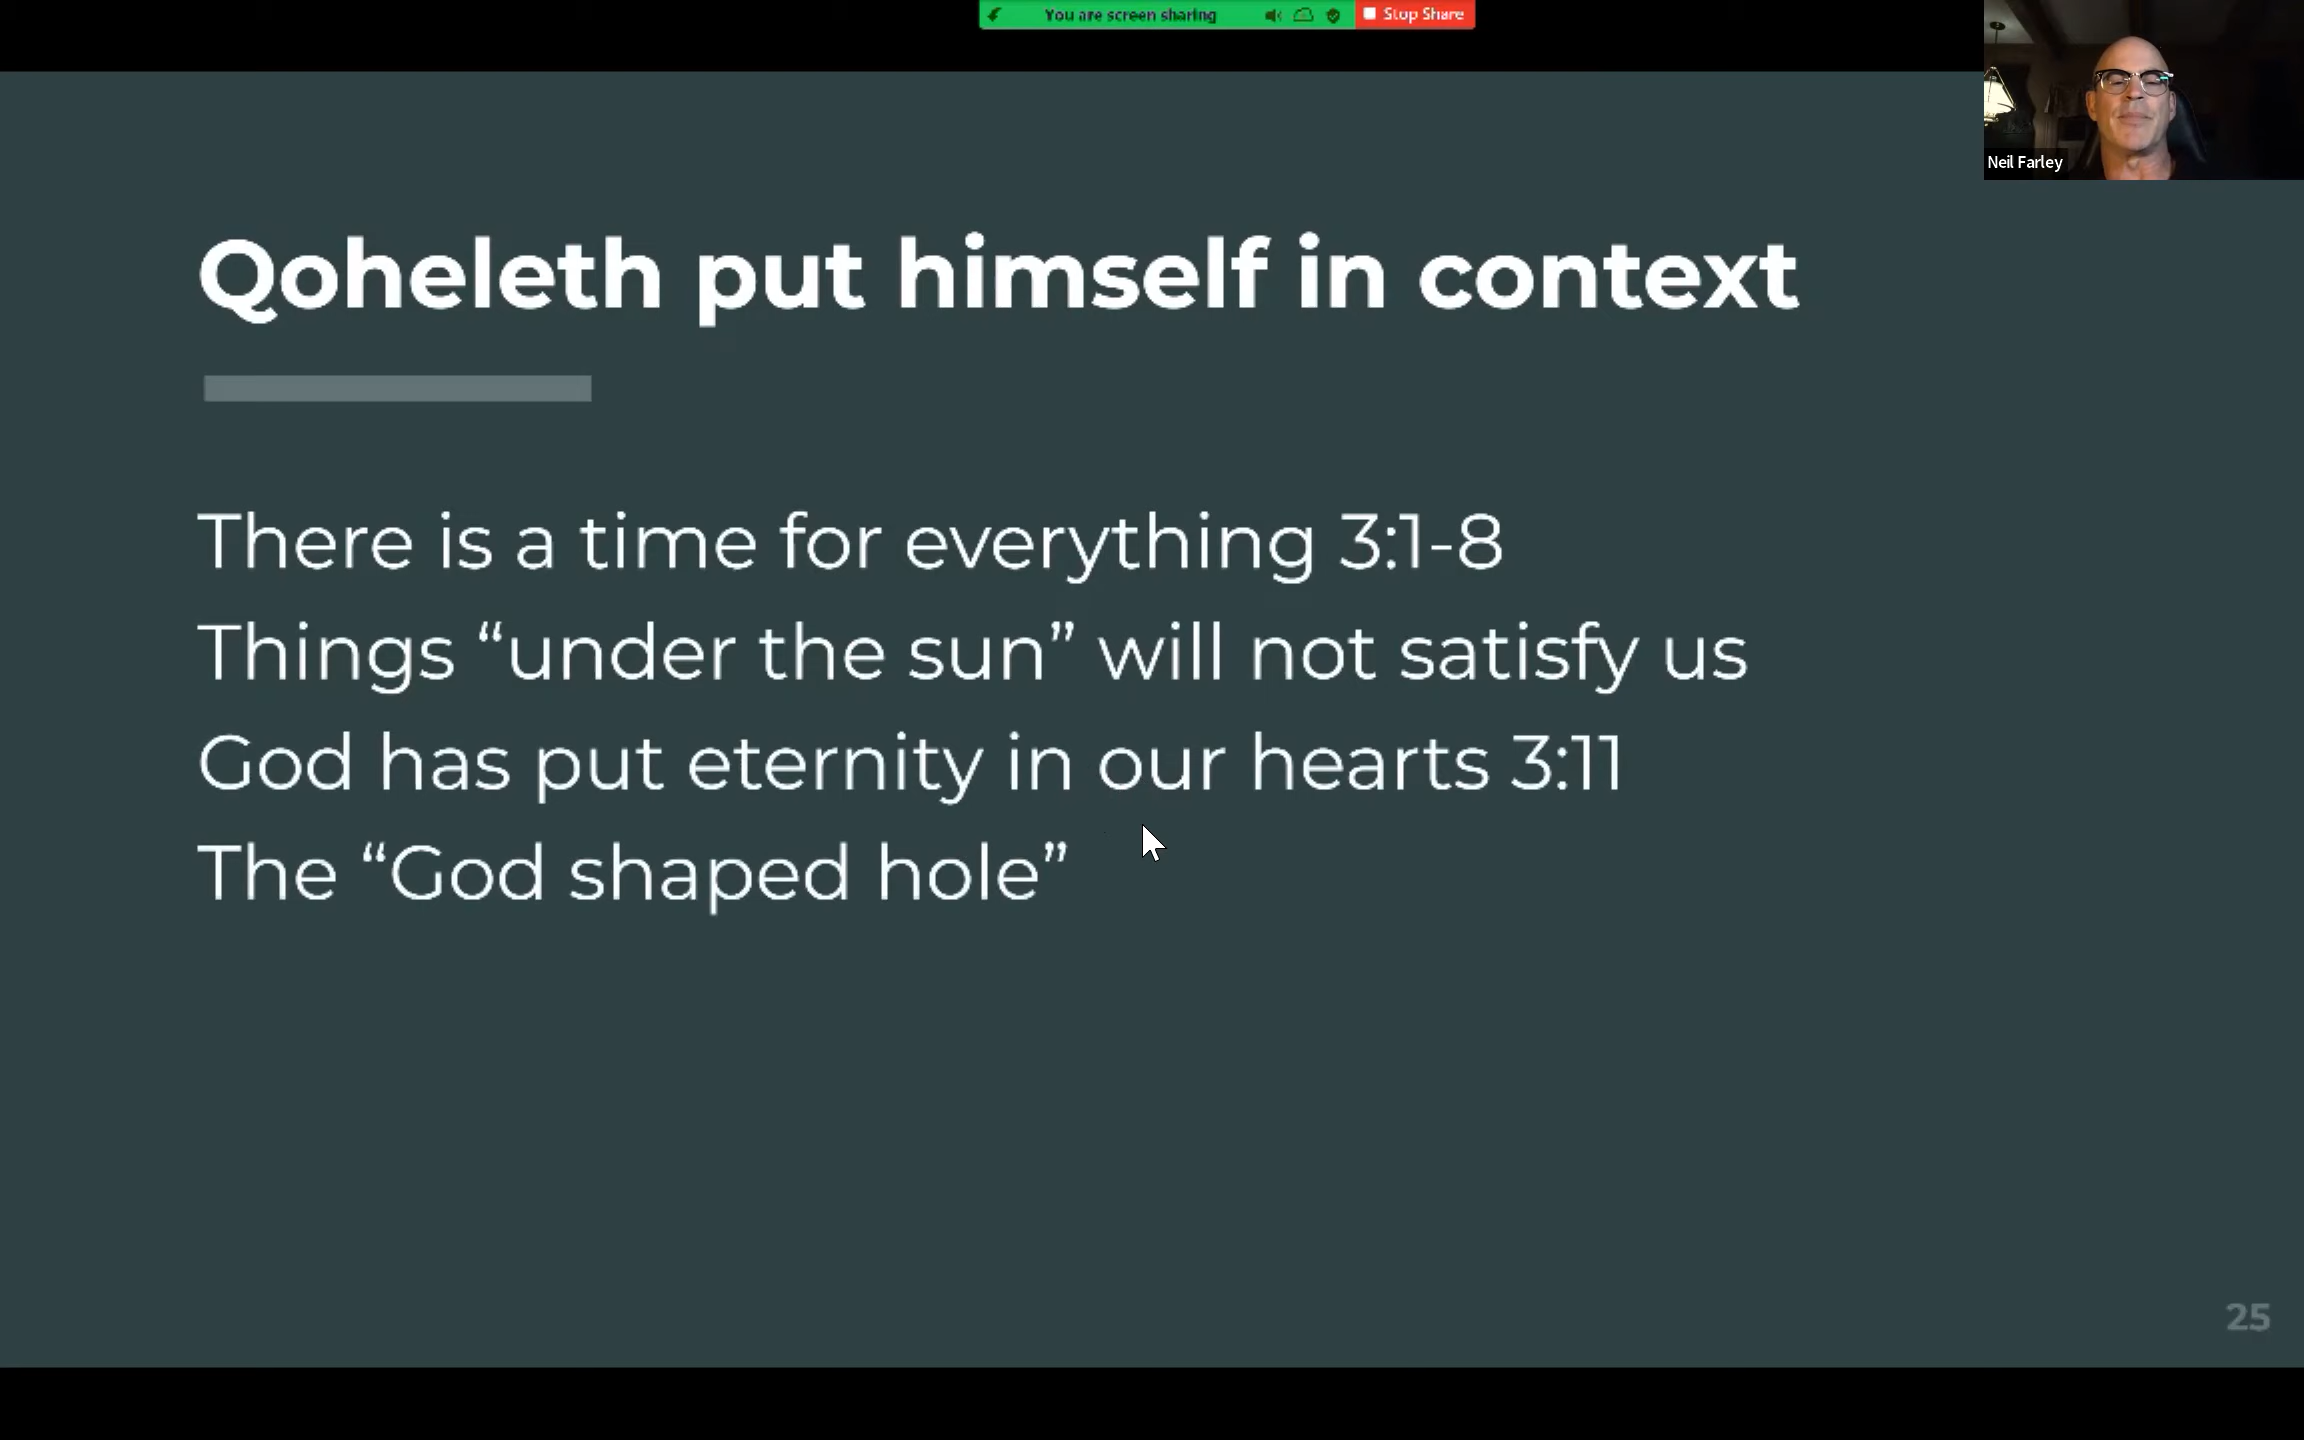 You are screen sharing
Stop Share
Neil Farley
Qoheleth put himself in context
There is a time for everything 3:1-8
Things “under the sun” will not satisfy us
God has put eternity in our hearts 3:11
The “God shaped hole”
25